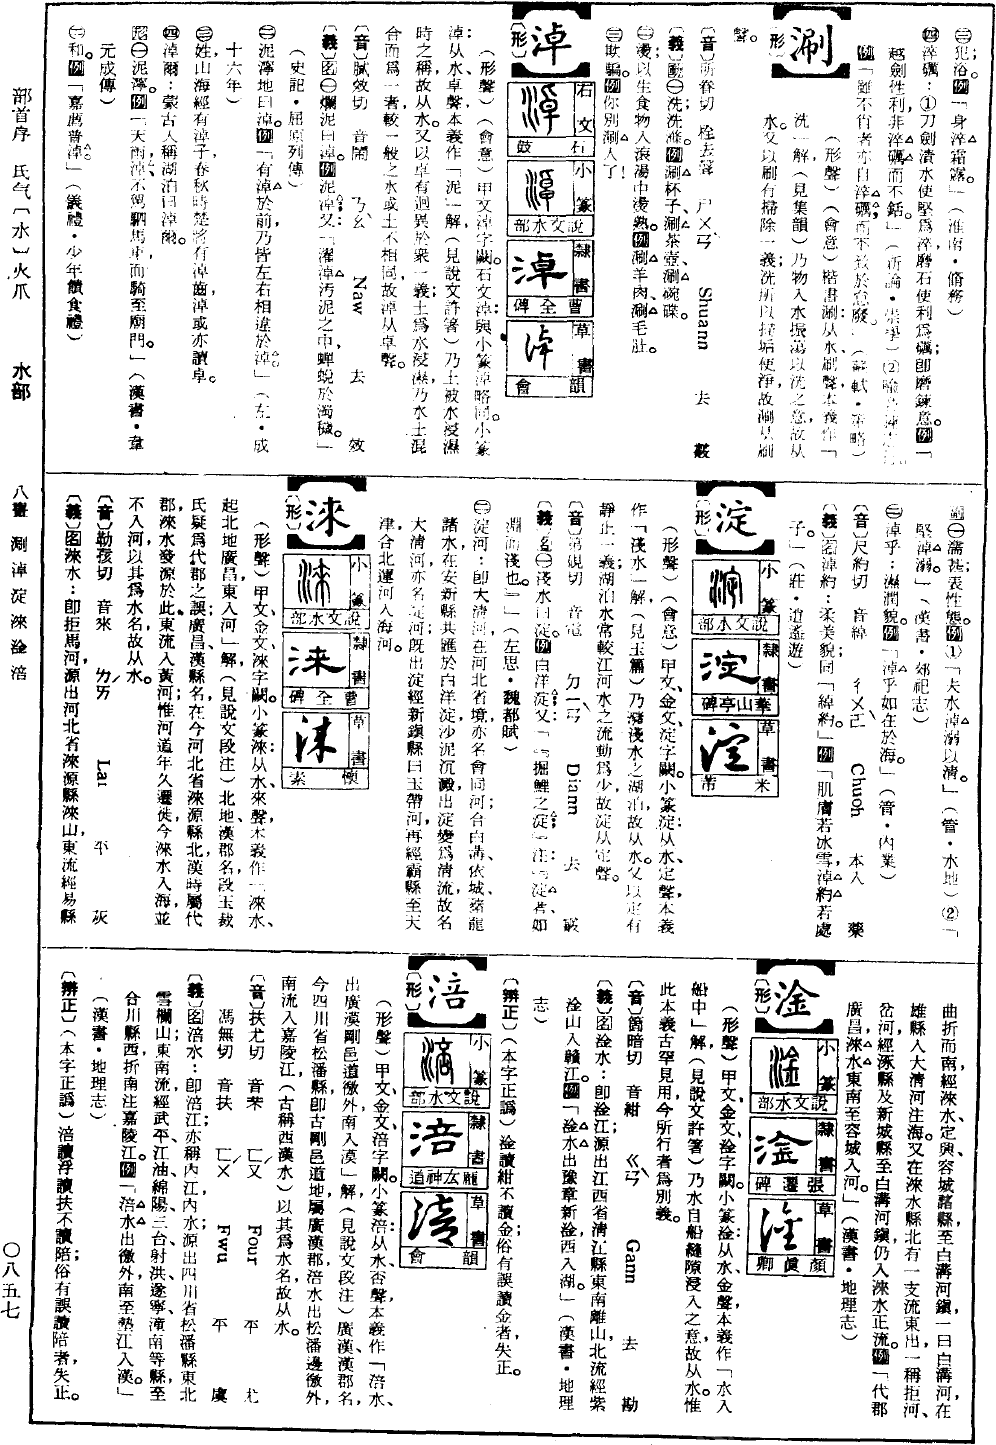 ㊂犯;冶。例「身淬霜露。」(淮南·脩務)
㊃淬礪:①刀劍漬水使堅爲淬,磨石使利爲礪;卽磨鍊意。例「
越劍性利,非淬礪而不銛。」(新論·崇學)
例「雖不肖者,亦自淬礪,而不致於怠廢。」(蘇軾·策略)
涮
〔形〕
(形聲)(會意)楷書涮从水,刷聲,本義作「
洗」解(見集韻)乃物入水振蕩以洗之意,故从
水。又以刷有掃除一義,洗所以掃垢使淨,故涮从刷
聲。
〔音〕所眷切 栓去聲 ㄕㄨㄢˋ Shuann 去 霰
〔義〕動㊀洗;洗滌。例涮杯子、涮茶壺、涮碗碟。
㊁燙;以生食物入滾湯中燙熟。例涮羊肉、涮毛肚。
㊂欺騙。例你別涮人了!
淖
〔形〕
石文 石鼓
小篆 說文水部
隸書 曹全碑
草書 韻會
(形聲)(會意)甲文淖字闕。石文淖與小篆淖略同。小篆
淖从水,卓聲,本義作「泥」解(見說文許箸)乃土被水浸濕
時之稱,故从水。又以卓有迥異於衆一義,土爲水浸濕,乃水土混
合而爲一者,較一般之水或土不相同,故淖从卓聲。
〔音〕膩效切 音鬧 ㄋㄠˋ Naw 去 效
〔義〕名㊀爛泥曰淖。例泥淖。又:「濯淖汚泥之中,蟬蛻於濁穢。」
(史記·屈原列傳)
㊁泥濘地曰淖。例「有淖於前,乃皆左右相違於淖。」(左·成
十六年)
㊂姓:山海經有淖子,春秋時楚將有淖齒,淖或亦讀卓。
㊃淖爾:蒙古人稱湖泊曰淖爾。
形㊀泥濘。例「天雨淖,不駕駟馬車而騎至廟門。」(漢書·韋
元成傳)
㊁和。例「嘉薦普淖。」(儀禮·少年饋食禮)
副㊀滿甚,表性態。例①「夫水淖溺以淸。」(管·水地)②「
堅淖溺。」(漢書·郊祀志)
㊁淖乎:濕潤貌。例「淖乎如在於海。」(管·內業)
〔音〕尺約切 音綽 ㄔㄨㄛˋ Chuoh 本入 藥
〔義〕形淖約:柔美貌,同「綽約」。例「肌膚若冰雪,淖約若處
子。」(莊·逍遙遊)
淀
〔形〕
小篆 說文水部
隸書 華山亭碑
草書 米芾
(形聲)(會意)甲文、金文淀字闕。小篆淀从水,定聲,本義
作「淺水」解(見玉篇)乃瀦淺水之湖泊,故从水。又以定有
靜止一義,湖泊水常較江河水之流動爲少,故淀从定聲。
〔音〕第硯切 音電 ㄉㄧㄢˋ Diann 去 霰
〔義〕名㊀淺水曰淀。例白洋淀。又:「掘鯉之淀。注:『淀者,如
淵而淺也。』」(左思·魏都賦)
㊁淀河:卽大淸河,在河北省境,亦名會同河;合白溝、依城、豬龍
諸水,在安新縣共匯於白洋淀,沙泥沉澱,出淀變爲淸流,故名
大淸河,亦名淀河;旣出淀,經新鎭縣曰玉帶河,再經霸縣至天
津,合北運河入海河。
淶
〔形〕
小篆 說文水部
隸書 曹全碑
草書 懷素
(形聲)甲文、金文淶字闕。小篆淶从水,來聲,本義作「淶水、
起北地廣昌東入河」解(見說文段注)北地,漢郡名,段玉裁
氏疑爲代郡之誤;廣昌,漢縣名,在今河北省淶源縣北,漢時屬代
郡,淶水發源於此,東流入黃河;惟河道年久遷徙,今淶水入海,並
不入河。以其爲水名,故从水。
〔音〕勒孩切 音來 ㄌㄞˊ Lai 平 灰
〔義〕名淶水:卽拒馬河,源出河北省淶源縣淶山,東流經易縣
曲折而南,經淶水、定興、容城諸縣,至白溝河鎭,一曰白溝河,在
雄縣入大淸河注海。又在淶水縣北有一支流東出,一稱拒河、
岔河,經涿縣及新城縣至白溝河鎭,仍入淶水正流。例「代郡
廣昌,淶水東南至容城入河。」(漢書·地理志)
淦
〔形〕
小篆 說文水部
隸書 張遷碑
草書 顏眞卿
(形聲)甲文、金文淦字闕。小篆淦从水,金聲,本義作「水入
船中」解(見說文許箸)乃水自船縫隙浸入之意,故从水。惟
此本義古罕見用,今所行者爲別義。
〔音〕箇暗切 音紺 ㄍㄢˋ Gann 去 勘
〔義〕名淦水:卽淦江,源出江西省淸江縣東南離山,北流經紫
淦山入贛江。例「淦水出豫章新淦,西入湖。」(漢書·地理
志)
〔辨正〕(本字正譌)淦讀紺,不讀金;俗有誤讀金者,失正。
涪
〔形〕
小篆 說文水部
隸書 龐厷神道
草書 韻會
(形聲)甲文、金文涪字闕。小篆涪从水,否聲,本義作「涪水、
出廣漢剛邑道徼外,南入漢」解(見說文段注)廣漢,漢郡名,
今四川省松潘縣,卽古剛邑道地,屬廣漢郡,涪水出松潘邊徼外,
南流入嘉陵江,(古稱西漢水)以其爲水名,故从水。
〔音〕扶尤切 音罘 ㄈㄡˊ Four 平 尤
馮無切 音扶 ㄈㄨˊ Fwu 平 虞
〔義〕名涪水:卽涪江,亦稱內江、內水;源出四川省松潘縣東北
雪欄山,東南流經武平、江油、綿陽、三台、射洪、遂寧、潼南等縣,至
合川縣西折南注嘉陵江。例「涪水出徼外,南至墊江入漢。」
(漢書·地理志)
〔辨正〕(本字正譌)涪讀浮,讀扶,不讀陪;俗有誤讀陪者,失正。
部首序 氏气〔水〕火爪 水部 八畫 涮淖淀淶淦涪 〇八五七